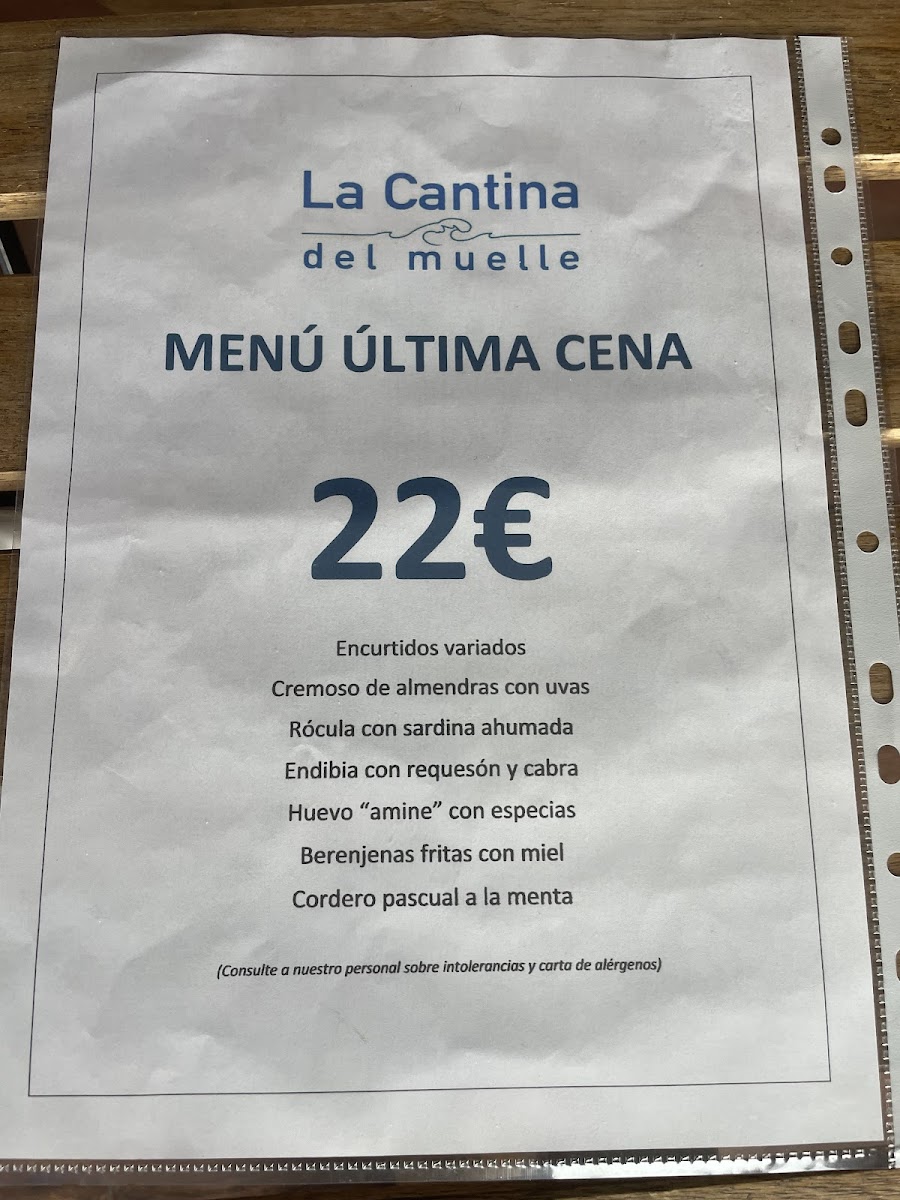 La Cantina
del muelle
MENÚ ÚLTIMA CENA
22€
Encurtidos variados
Cremoso de almendras con uvas
Rócula con sardina ahumada
Endibia con requesón y cabra
Huevo “amine” con especias
Berenjenas fritas con miel
Cordero pascual a la menta
(Consulte a nuestro personal sobre intolerancias y carta de alérgenos)